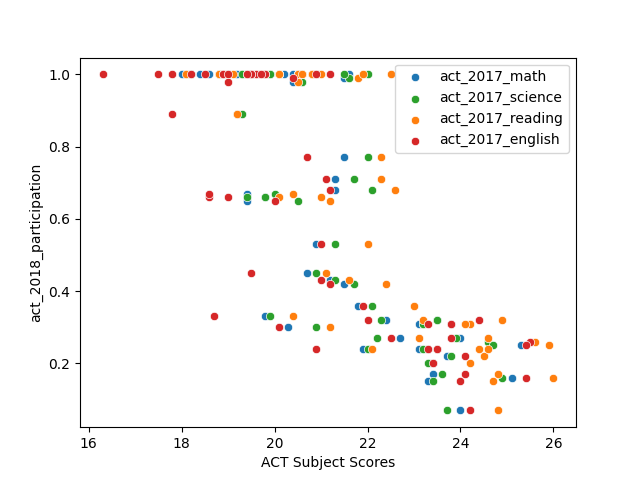 act_2017_math
act_2017_science
act_2017_reading
act_2017_english
1.0
0.8
0.6
0.4
0.2
act_2018_participation
16 18 20 22 24 26
ACT Subject Scores